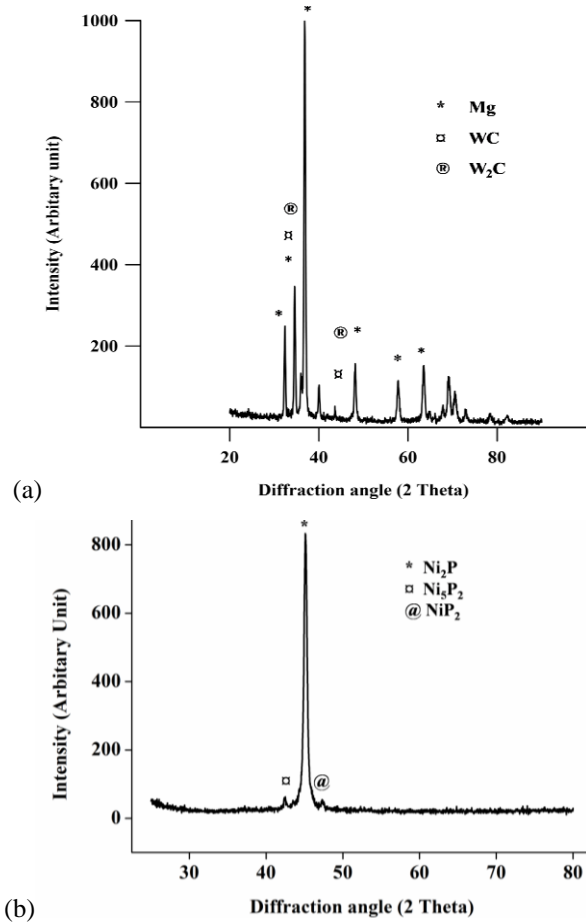 *
1000
800
600
400
200
Intensity (Arbitary unit)
* Mg
¤ WC
® W₂C
®
¤
*
*
®
¤
*
*
*
20 40 60 80
Diffraction angle (2 Theta)
(a)
*
800
600
400
200
0
Intensity (Arbitary Unit)
* Ni₂P
¤ Ni₅P₂
@ NiP₂
¤
@
30 40 50 60 70 80
Diffraction angle (2 Theta)
(b)